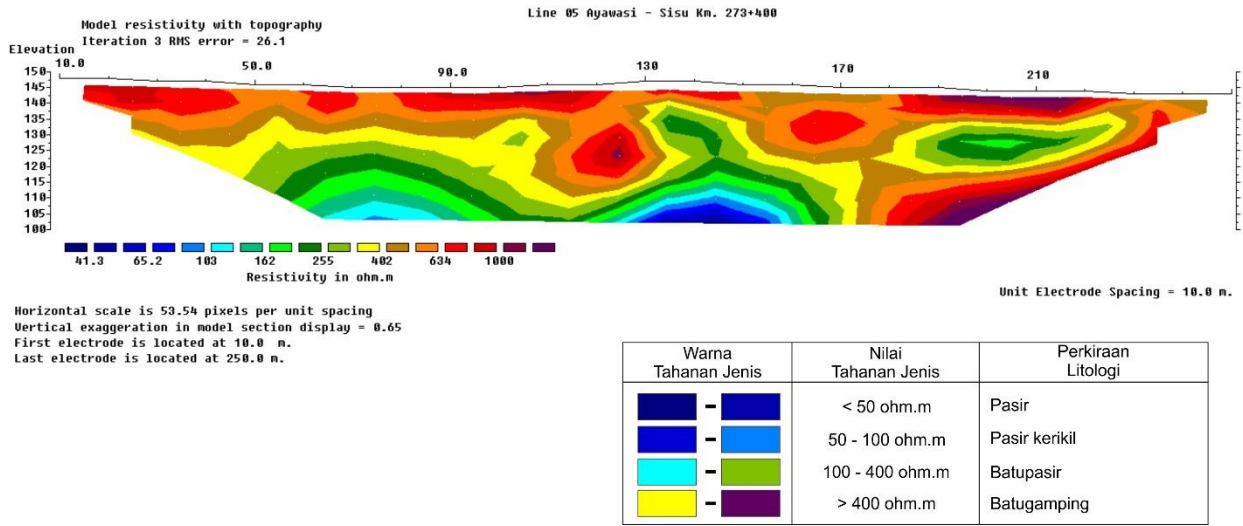 Line 05 Ayawasi - Sisu Km. 273+400
Model resistivity with topography
Iteration 3 RMS error = 26.1
Elevation
10.0 50.0 90.0 130 170 210
150
145
140
135
130
125
120
115
110
105
100
41.3 65.2 103 162 255 402 634 1000
Resistivity in ohm.m
Unit Electrode Spacing = 10.0 m.
Horizontal scale is 53.54 pixels per unit spacing
Vertical exaggeration in model section display = 0.65
First electrode is located at 10.0 m.
Last electrode is located at 250.0 m.
Warna Tahanan Jenis Nilai Tahanan Jenis Perkiraan Litologi
- < 50 ohm.m Pasir
- 50 - 100 ohm.m Pasir kerikil
- 100 - 400 ohm.m Batupasir
- > 400 ohm.m Batugamping